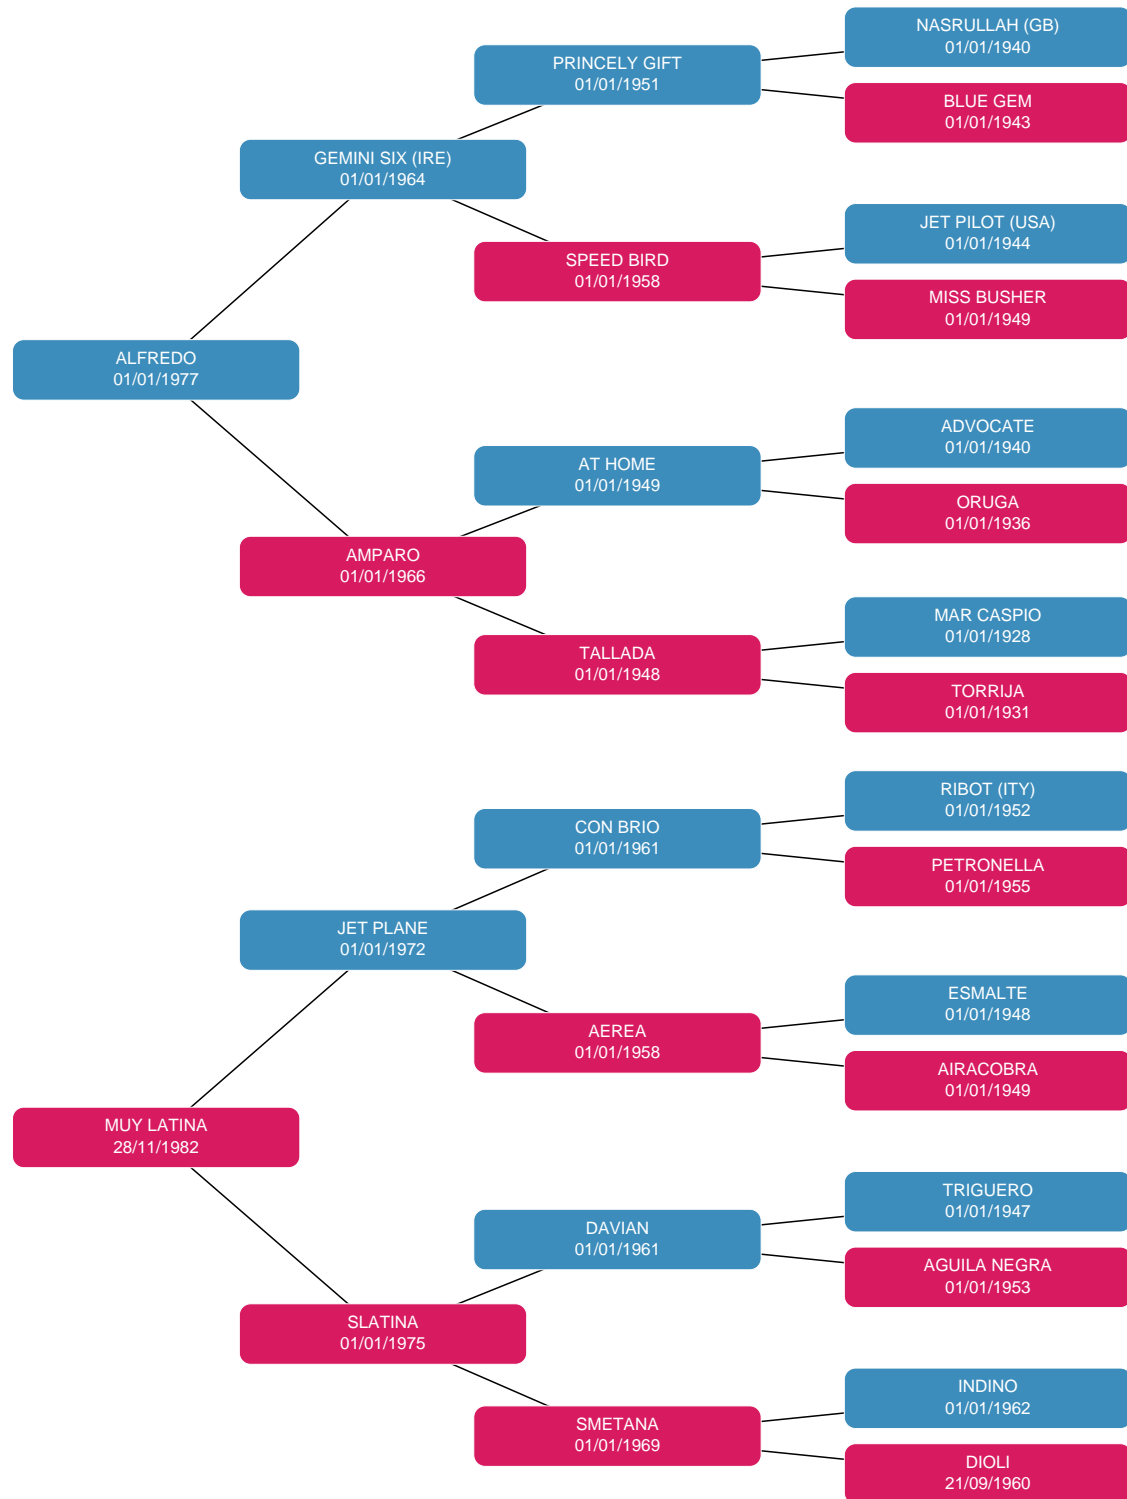 NASRULLAH (GB)
01/01/1940
PRINCELY GIFT
01/01/1951
BLUE GEM
01/01/1943
GEMINI SIX (IRE)
01/01/1964
JET PILOT (USA)
01/01/1944
SPEED BIRD
01/01/1958
MISS BUSHER
01/01/1949
ALFREDO
01/01/1977
ADVOCATE
01/01/1940
AT HOME
01/01/1949
ORUGA
01/01/1936
AMPARO
01/01/1966
MAR CASPIO
01/01/1928
TALLADA
01/01/1948
TORRIJA
01/01/1931
RIBOT (ITY)
01/01/1952
CON BRIO
01/01/1961
PETRONELLA
01/01/1955
JET PLANE
01/01/1972
ESMALTE
01/01/1948
AEREA
01/01/1958
AIRACOBRA
01/01/1949
MUY LATINA
28/11/1982
TRIGUERO
01/01/1947
DAVIAN
01/01/1961
AGUILA NEGRA
01/01/1953
SLATINA
01/01/1975
INDINO
01/01/1962
SMETANA
01/01/1969
DIOLI
21/09/1960